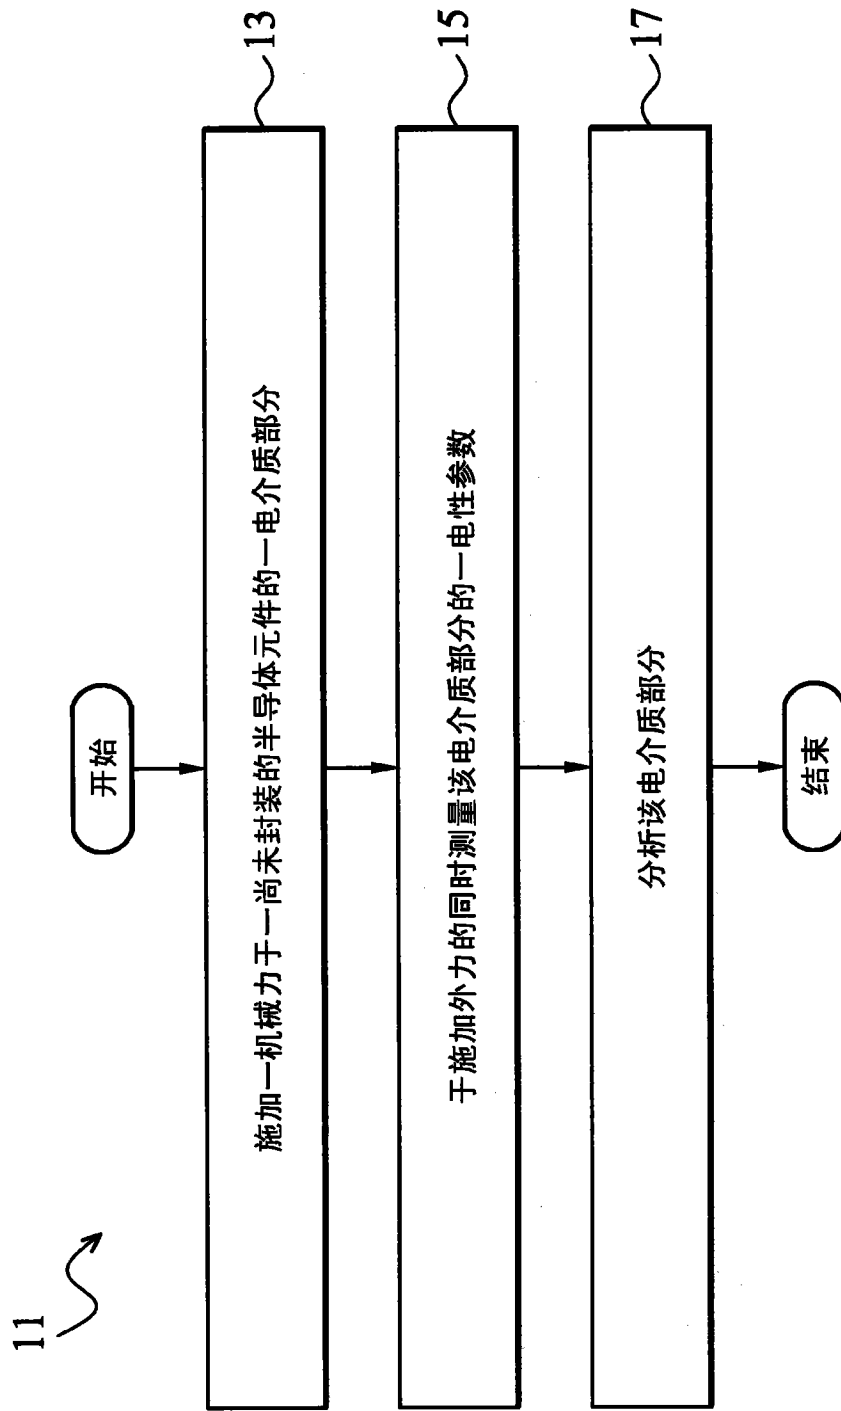 11
开始
施加一机械力于一尚未封装的半导体元件的一电介质部分
13
于施加外力的同时测量该电介质部分的一电性参数
15
分析该电介质部分
17
结束